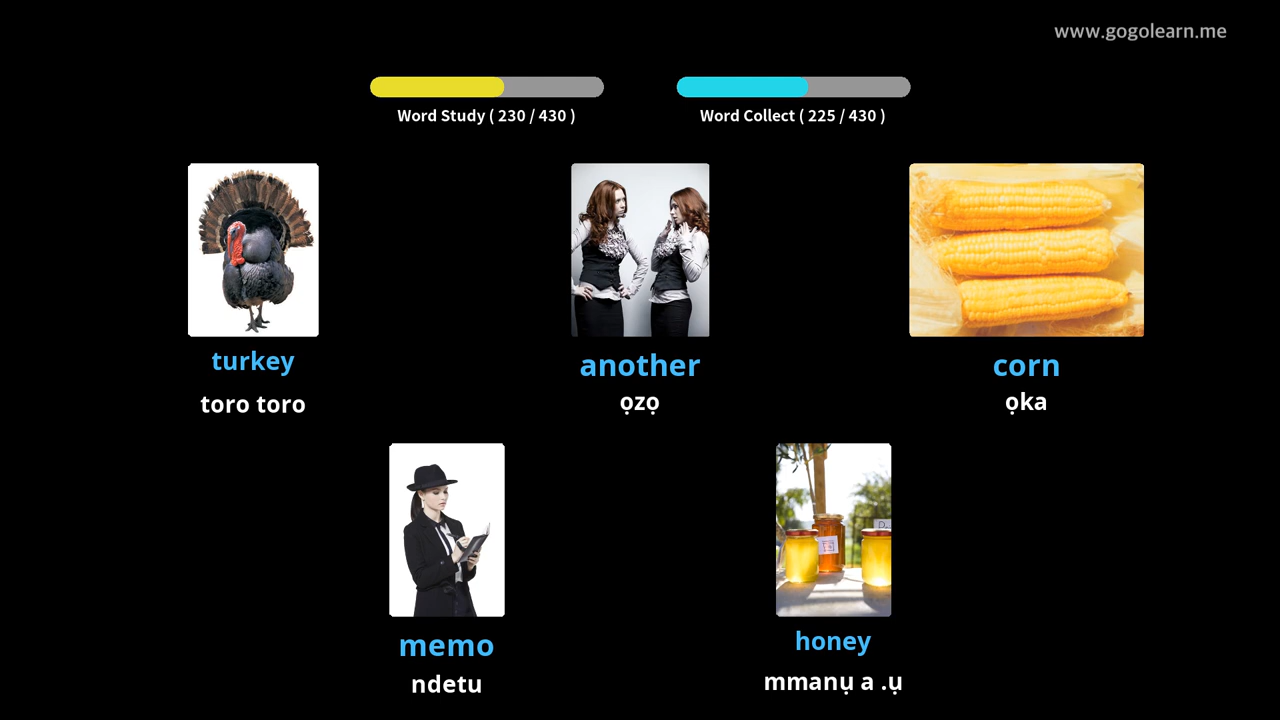 www.gogolearn.me
Word Study ( 230 / 430 )
Word Collect ( 225 / 430 )
turkey
toro toro
another
ọzọ
corn
ọka
memo
ndetu
honey
mmanụ a .ụ